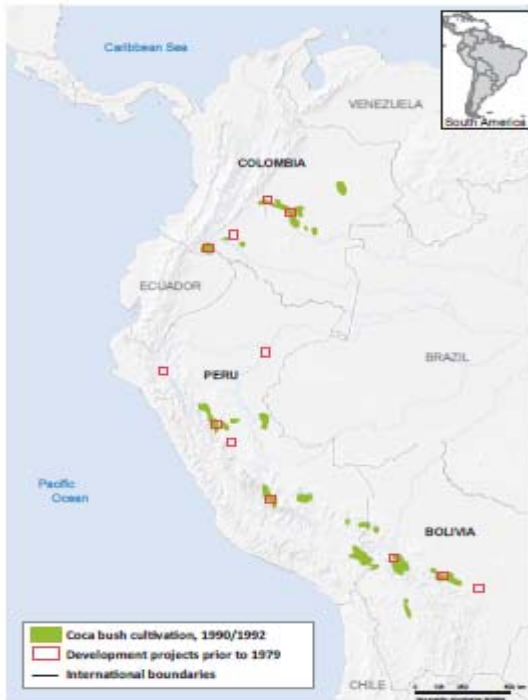 Caribbean Sea
South America
VENEZUELA
COLOMBIA
ECUADOR
BRAZIL
PERU
Pacific
Ocean
BOLIVIA
Coca bush cultivation, 1990/1992
Development projects prior to 1979
International boundaries
CHILE